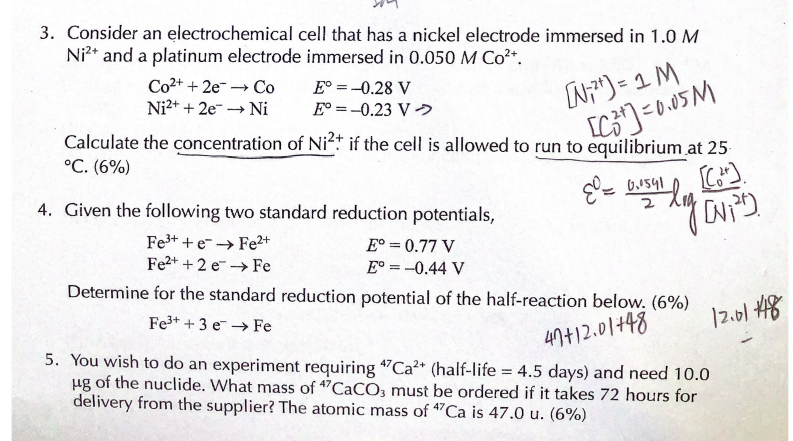 3. Consider an electrochemical cell that has a nickel electrode immersed in 1.0 M
Ni²⁺ and a platinum electrode immersed in 0.050 M Co²⁺.
Co²⁺ + 2e⁻ → Co E° = –0.28 V
Ni²⁺ + 2e⁻ → Ni E° = –0.23 V →
[Ni²⁺] = 1 M
[Co²⁺] = 0.05 M
Calculate the concentration of Ni²⁺ if the cell is allowed to run to equilibrium at 25
°C. (6%)
ℰ⁰ = 0.0591/2 log [Co²⁺]/[Ni²⁺].
4. Given the following two standard reduction potentials,
Fe³⁺ + e⁻ → Fe²⁺ E° = 0.77 V
Fe²⁺ + 2 e⁻ → Fe E° = –0.44 V
Determine for the standard reduction potential of the half-reaction below. (6%)
Fe³⁺ + 3 e⁻ → Fe
47+12.01+48
12.01 +48
5. You wish to do an experiment requiring ⁴⁷Ca²⁺ (half-life = 4.5 days) and need 10.0
μg of the nuclide. What mass of ⁴⁷CaCO₃ must be ordered if it takes 72 hours for
delivery from the supplier? The atomic mass of ⁴⁷Ca is 47.0 u. (6%)